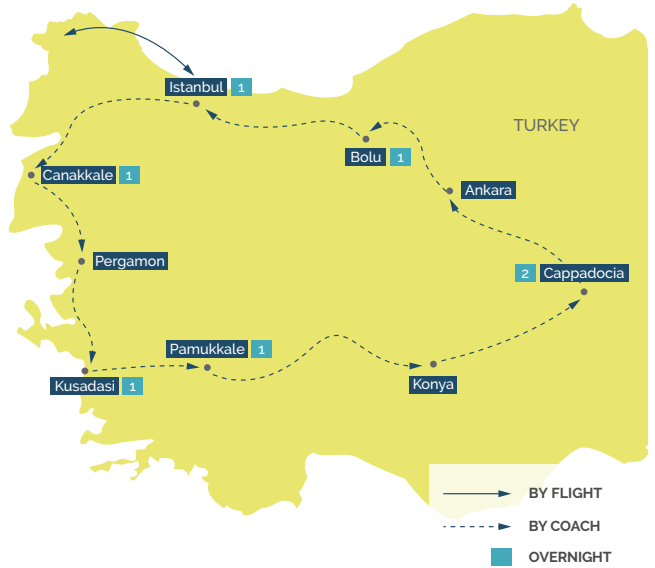 Istanbul 1
TURKEY
Bolu 1
Canakkale 1
Ankara
Pergamon
2 Cappadocia
Pamukkale 1
Kusadasi 1
Konya
BY FLIGHT
BY COACH
OVERNIGHT